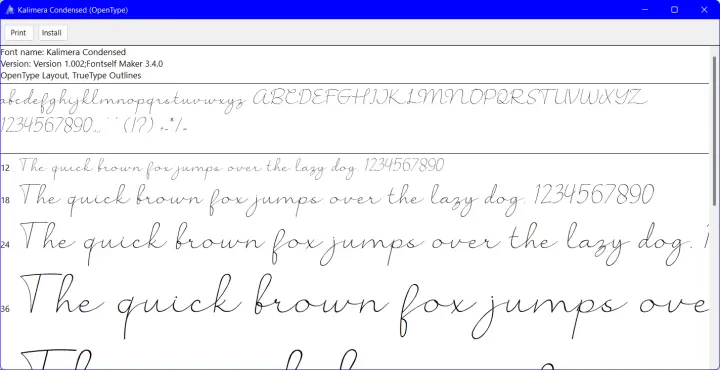 Kalimera Condensed (OpenType)
Print Install
Font name: Kalimera Condensed
Version: Version 1.002;Fontself Maker 3.4.0
OpenType Layout, TrueType Outlines
abcdefghijklmnopqrstuvwxyz ABCDEFGHIJKLMNOPQRSTUVWXYZ
1234567890
12 The quick brown fox jumps over the lazy dog. 1234567890
18 The quick brown fox jumps over the lazy dog. 1234567890
24 The quick brown fox jumps over the lazy dog. 1
36 The quick brown fox jumps ove